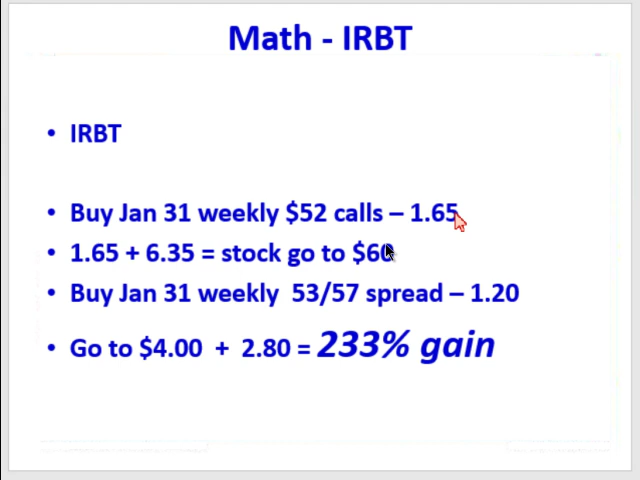 Math - IRBT
• IRBT
• Buy Jan 31 weekly $52 calls – 1.65
• 1.65 + 6.35 = stock go to $60
• Buy Jan 31 weekly 53/57 spread – 1.20
• Go to $4.00 + 2.80 = 233% gain